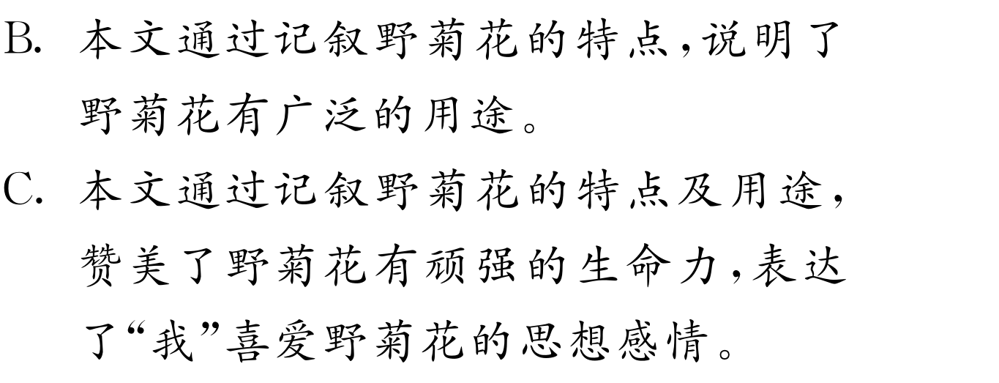 B. 本文通过记叙野菊花的特点,说明了
野菊花有广泛的用途。
C. 本文通过记叙野菊花的特点及用途,
赞美了野菊花有顽强的生命力,表达
了“我”喜爱野菊花的思想感情。